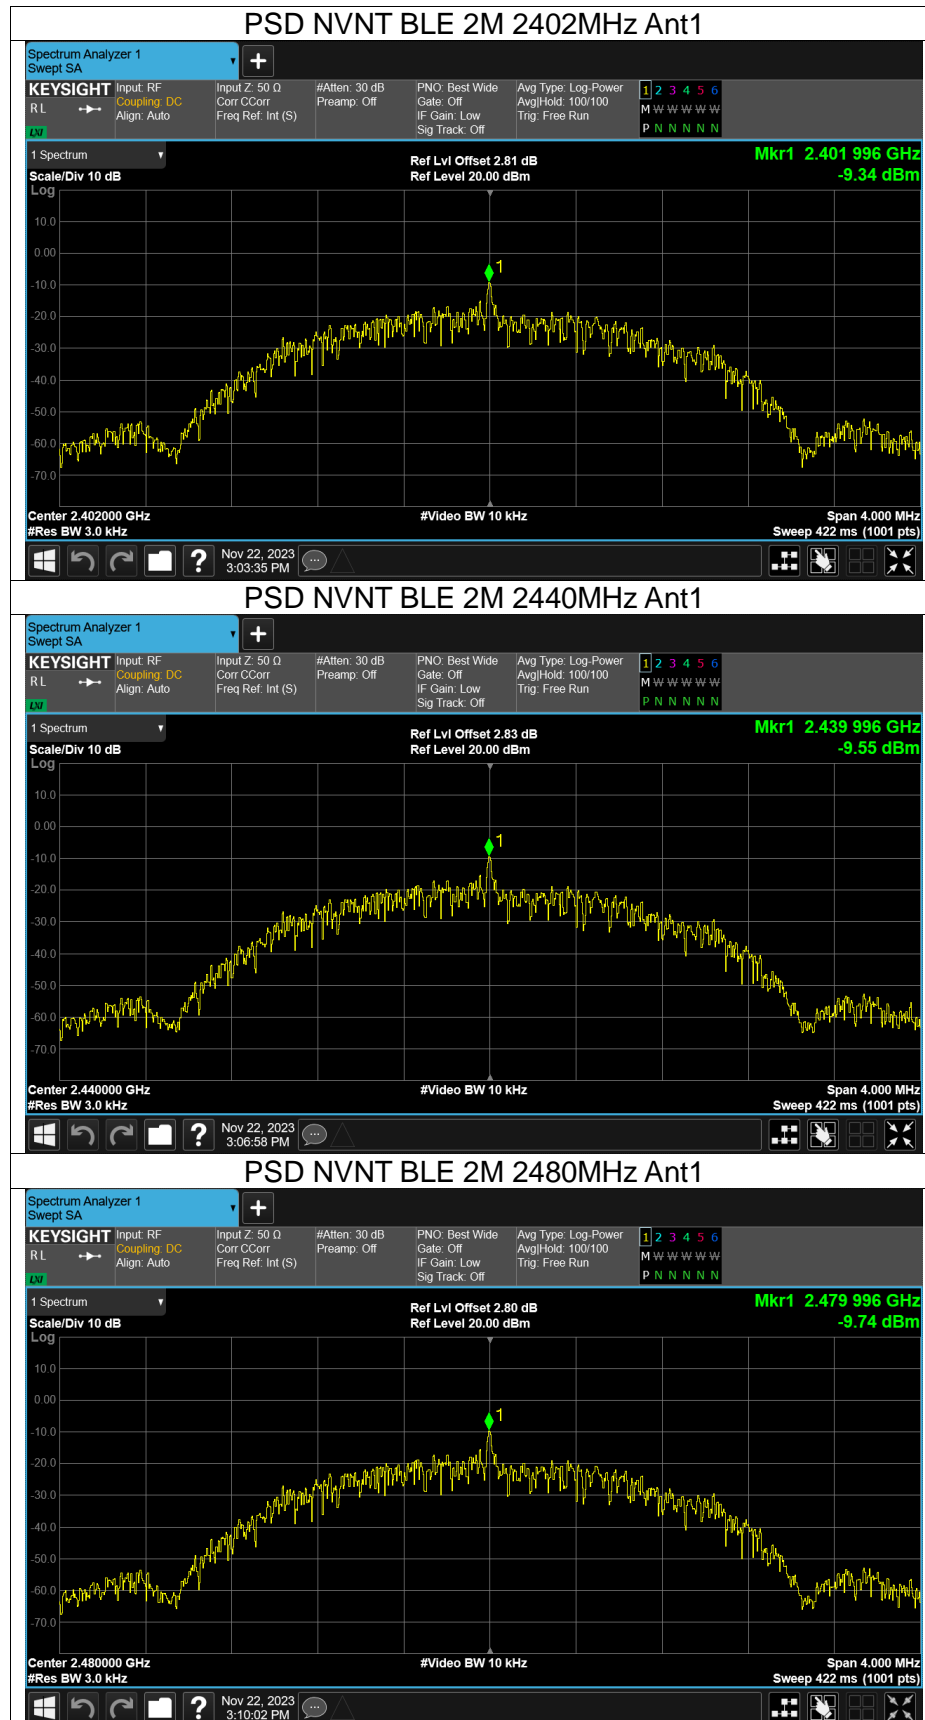 PSD NVNT BLE 2M 2402MHz Ant1
Spectrum Analyzer 1
Swept SA
+
KEYSIGHT Input: RF Input Z: 50 Ω #Atten: 30 dB PNO: Best Wide Avg Type: Log-Power 1 2 3 4 5 6
RL Coupling: DC Corr CCorr Preamp: Off Gate: Off Avg|Hold: 100/100 M W W W W W
Align: Auto Freq Ref: Int (S) IF Gain: Low Trig: Free Run
LXI Sig Track: Off P N N N N N
1 Spectrum Ref Lvl Offset 2.81 dB Mkr1 2.401 996 GHz
Scale/Div 10 dB Ref Level 20.00 dBm -9.34 dBm
Log
10.0
0.00
1
-10.0
-20.0
-30.0
-40.0
-50.0
-60.0
-70.0
Center 2.402000 GHz #Video BW 10 kHz Span 4.000 MHz
#Res BW 3.0 kHz Sweep 422 ms (1001 pts)
? Nov 22, 2023
3:03:35 PM
PSD NVNT BLE 2M 2440MHz Ant1
Spectrum Analyzer 1
Swept SA
+
KEYSIGHT Input: RF Input Z: 50 Ω #Atten: 30 dB PNO: Best Wide Avg Type: Log-Power 1 2 3 4 5 6
RL Coupling: DC Corr CCorr Preamp: Off Gate: Off Avg|Hold: 100/100 M W W W W W
Align: Auto Freq Ref: Int (S) IF Gain: Low Trig: Free Run
LXI Sig Track: Off P N N N N N
1 Spectrum Ref Lvl Offset 2.83 dB Mkr1 2.439 996 GHz
Scale/Div 10 dB Ref Level 20.00 dBm -9.55 dBm
Log
10.0
0.00
1
-10.0
-20.0
-30.0
-40.0
-50.0
-60.0
-70.0
Center 2.440000 GHz #Video BW 10 kHz Span 4.000 MHz
#Res BW 3.0 kHz Sweep 422 ms (1001 pts)
? Nov 22, 2023
3:06:58 PM
PSD NVNT BLE 2M 2480MHz Ant1
Spectrum Analyzer 1
Swept SA
+
KEYSIGHT Input: RF Input Z: 50 Ω #Atten: 30 dB PNO: Best Wide Avg Type: Log-Power 1 2 3 4 5 6
RL Coupling: DC Corr CCorr Preamp: Off Gate: Off Avg|Hold: 100/100 M W W W W W
Align: Auto Freq Ref: Int (S) IF Gain: Low Trig: Free Run
LXI Sig Track: Off P N N N N N
1 Spectrum Ref Lvl Offset 2.80 dB Mkr1 2.479 996 GHz
Scale/Div 10 dB Ref Level 20.00 dBm -9.74 dBm
Log
10.0
0.00
1
-10.0
-20.0
-30.0
-40.0
-50.0
-60.0
-70.0
Center 2.480000 GHz #Video BW 10 kHz Span 4.000 MHz
#Res BW 3.0 kHz Sweep 422 ms (1001 pts)
? Nov 22, 2023
3:10:02 PM